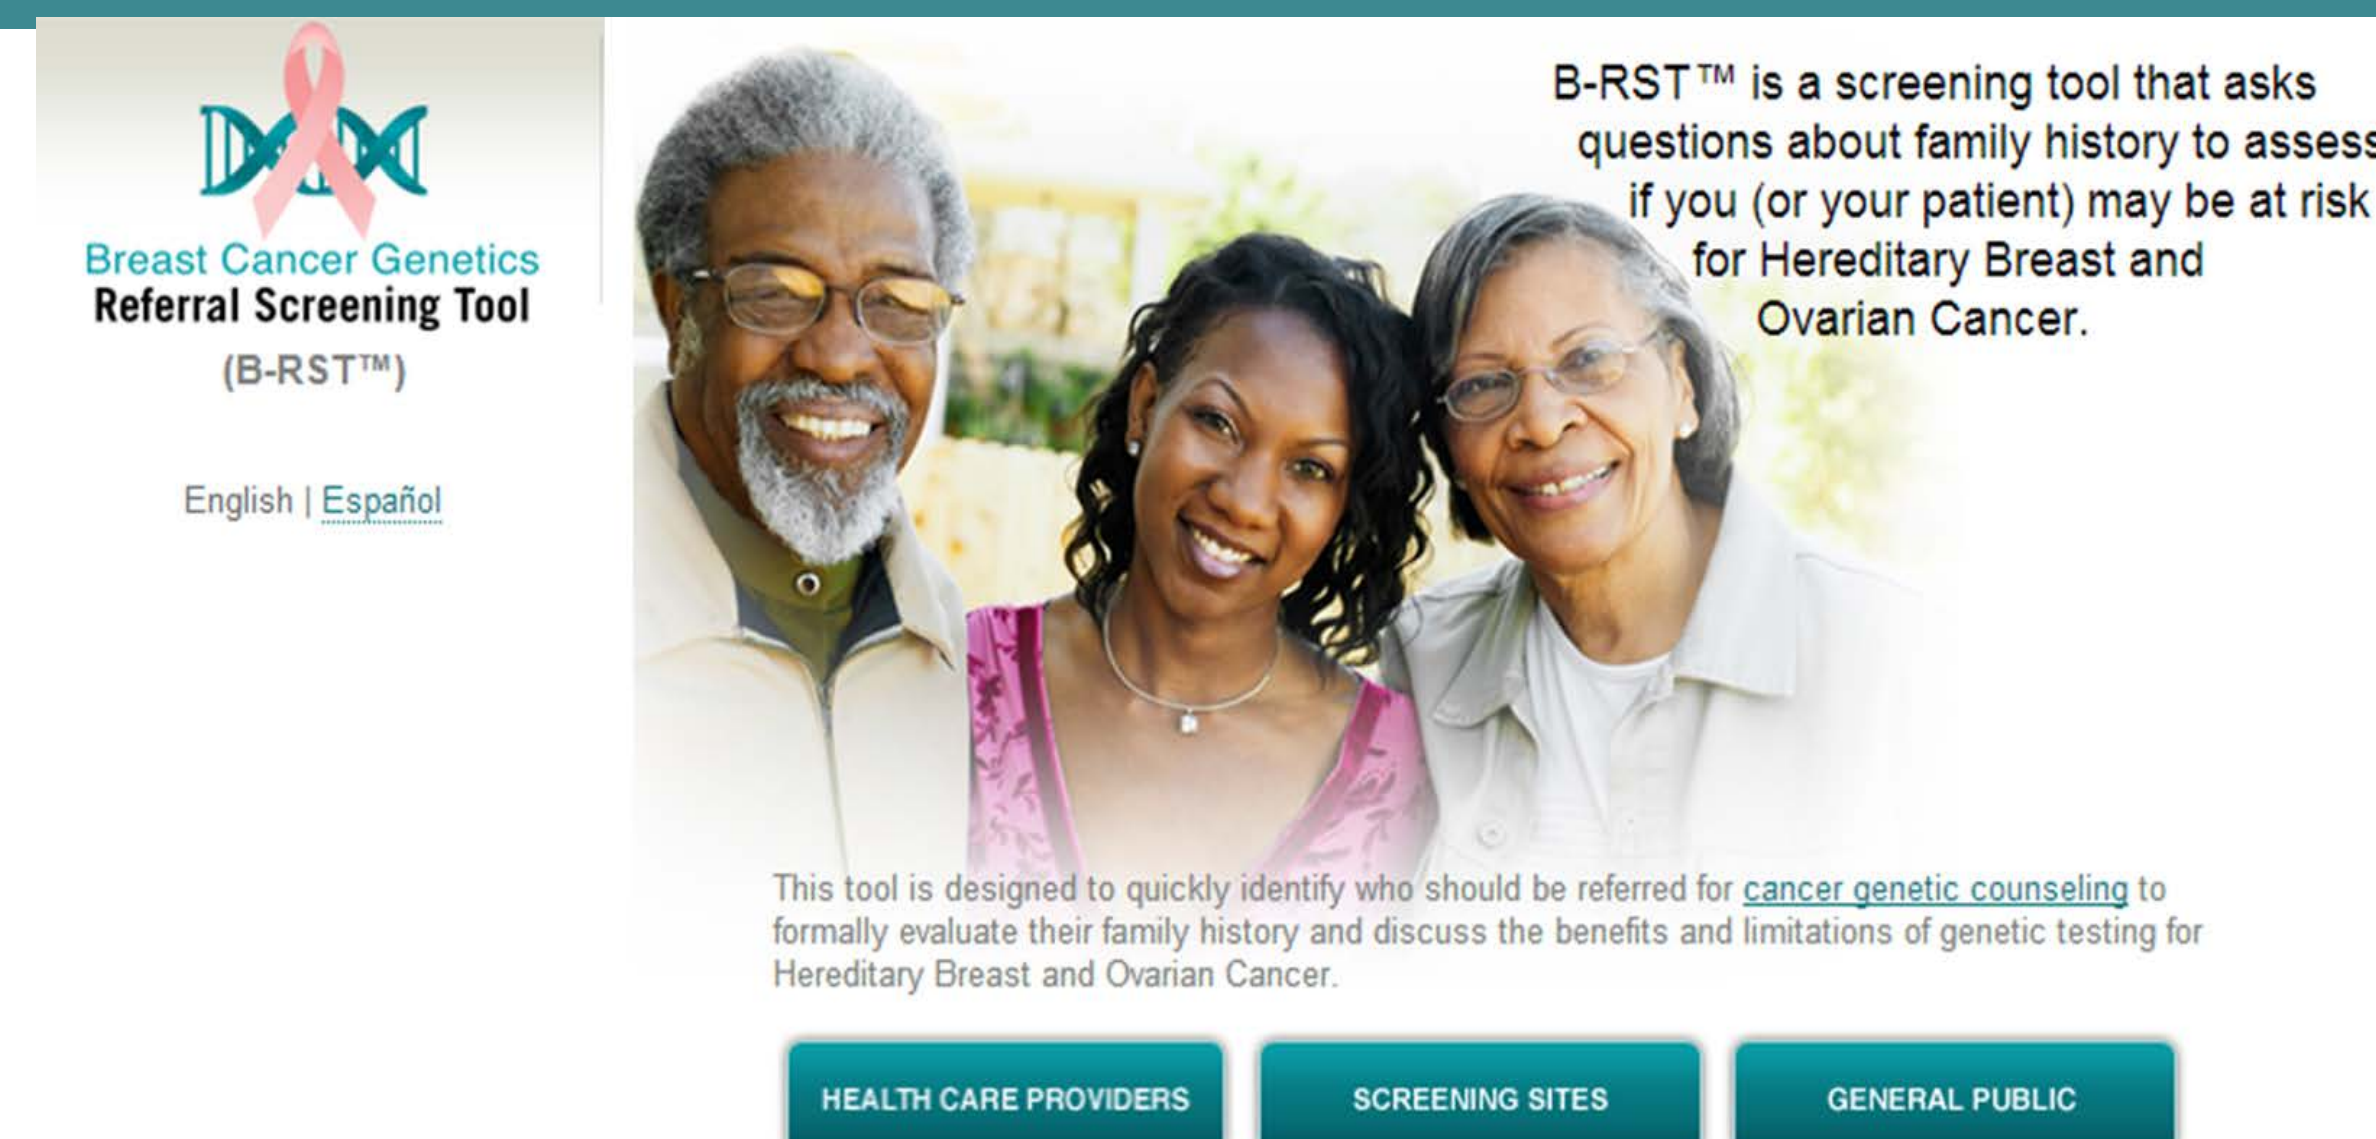 Breast Cancer Genetics
Referral Screening Tool
(B-RST™)
English | Español
B-RST™ is a screening tool that asks
questions about family history to assess
if you (or your patient) may be at risk
for Hereditary Breast and
Ovarian Cancer.
This tool is designed to quickly identify who should be referred for cancer genetic counseling to
formally evaluate their family history and discuss the benefits and limitations of genetic testing for
Hereditary Breast and Ovarian Cancer.
HEALTH CARE PROVIDERS
SCREENING SITES
GENERAL PUBLIC